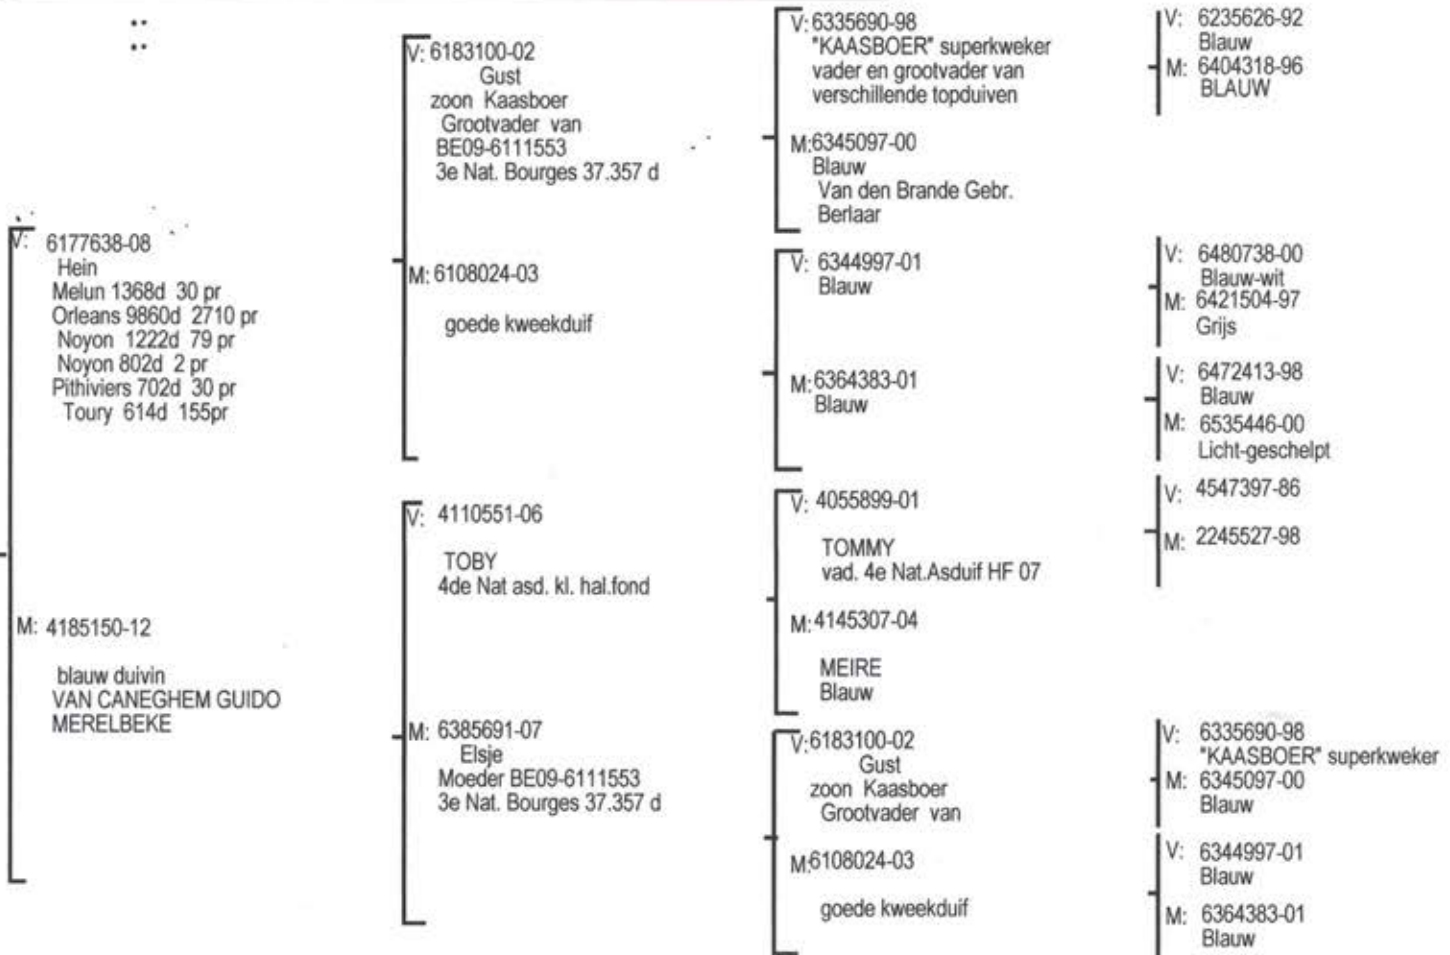 V: 6177638-08
Hein
Melun 1368d 30 pr
Orleans 9860d 2710 pr
Noyon 1222d 79 pr
Noyon 802d 2 pr
Pithiviers 702d 30 pr
Toury 614d 155pr
M: 4185150-12
blauw duivin
VAN CANEGHEM GUIDO
MERELBEKE
V: 6183100-02
Gust
zoon Kaasboer
Grootvader van
BE09-6111553
3e Nat. Bourges 37.357 d
M: 6108024-03
goede kweekduif
V: 4110551-06
TOBY
4de Nat asd. kl. hal.fond
M: 6385691-07
Elsje
Moeder BE09-6111553
3e Nat. Bourges 37.357 d
V: 6335690-98
"KAASBOER" superkweker
vader en grootvader van
verschillende topduiven
M:6345097-00
Blauw
Van den Brande Gebr.
Berlaar
V: 6344997-01
Blauw
M:6364383-01
Blauw
V: 4055899-01
TOMMY
vad. 4e Nat.Asduif HF 07
M:4145307-04
MEIRE
Blauw
V:6183100-02
Gust
zoon Kaasboer
Grootvader van
M:6108024-03
goede kweekduif
V: 6235626-92
Blauw
M: 6404318-96
BLAUW
V: 6480738-00
Blauw-wit
M: 6421504-97
Grijs
V: 6472413-98
Blauw
M: 6535446-00
Licht-geschelpt
V: 4547397-86
M: 2245527-98
V: 6335690-98
"KAASBOER" superkweker
M: 6345097-00
Blauw
V: 6344997-01
Blauw
M: 6364383-01
Blauw